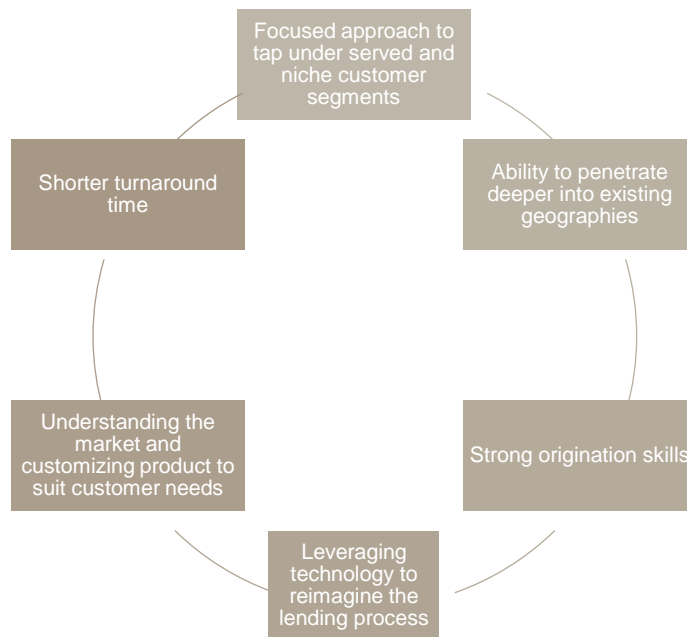 Focused approach to
tap under served and
niche customer
segments
Ability to penetrate
deeper into existing
geographies
Strong origination skills
Leveraging
technology to
reimagine the
lending process
Understanding the
market and
customizing product to
suit customer needs
Shorter turnaround
time